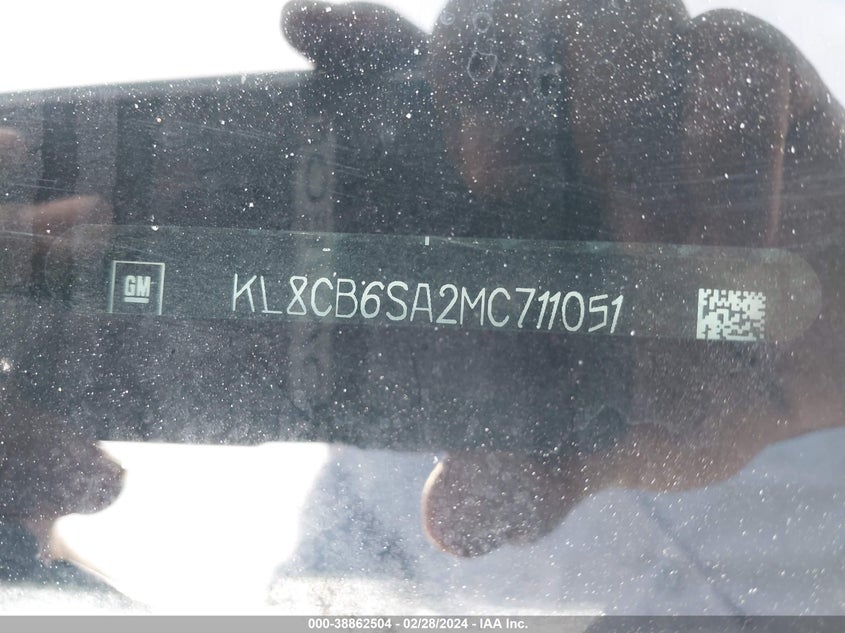 GM
KL8CB6SA2MC711051
000-38862504 - 02/28/2024 - IAA Inc.